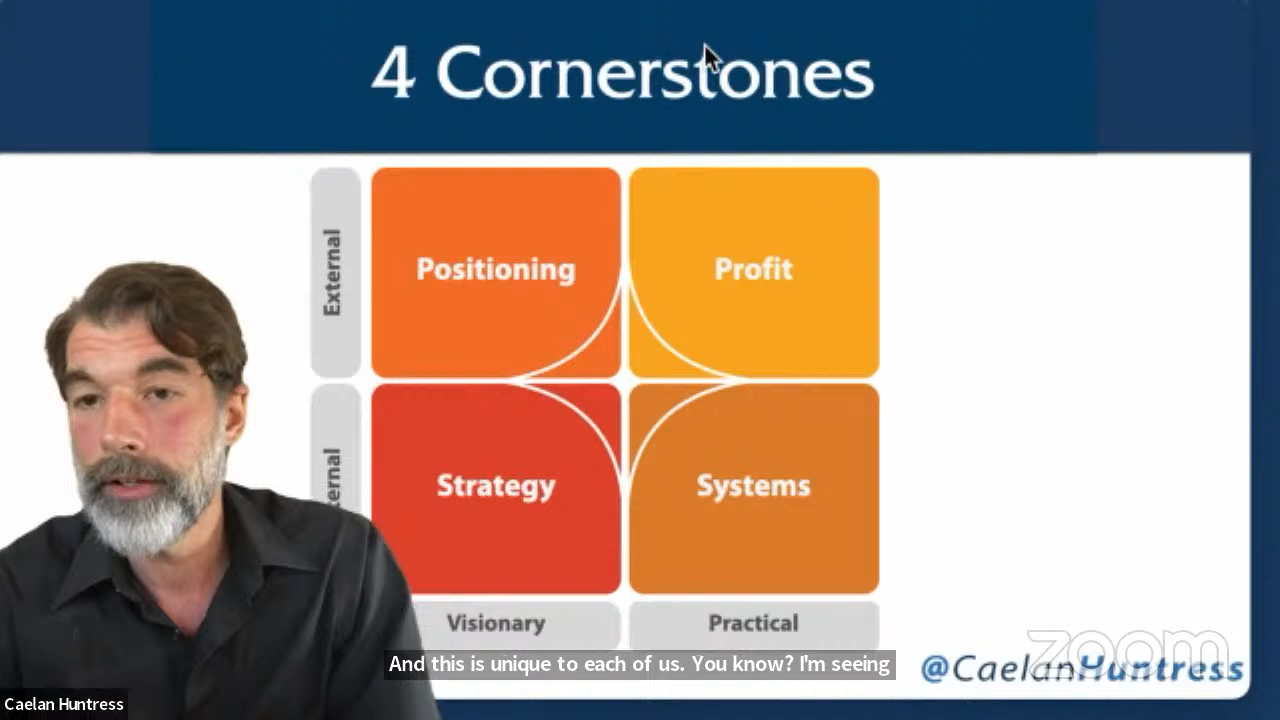 4 Cornerstones
External
Positioning
Profit
ernal
Strategy
Systems
Visionary
Practical
And this is unique to each of us. You know? I'm seeing
zoom
@CaelanHuntress
Caelan Huntress